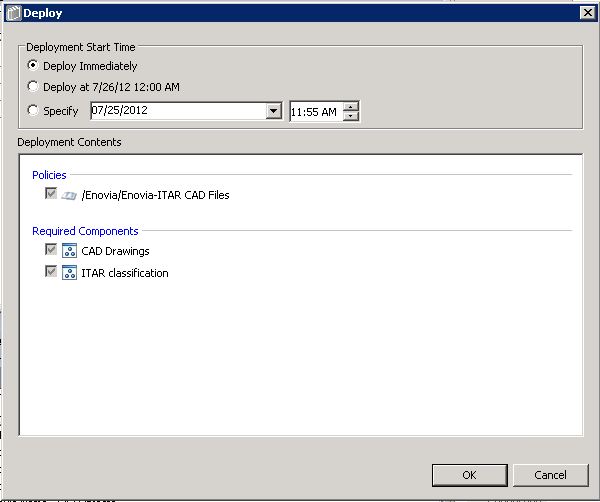 Deploy
Deployment Start Time
Deploy Immediately
Deploy at 7/26/12 12:00 AM
Specify 07/25/2012 11:55 AM
Deployment Contents
Policies
/Enovia/Enovia-ITAR CAD Files
Required Components
CAD Drawings
ITAR classification
OK Cancel